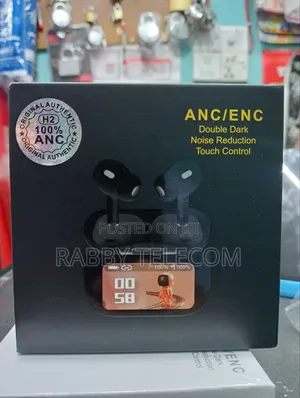 ORIGINAL AUTHENTIC
H2
100%
ANC
ORIGINAL AUTHENTIC
ANC/ENC
Double Dark
Noise Reduction
Touch Control
POSTED ON
RABBY TELECOM
100%
100%
00
58
/ENC